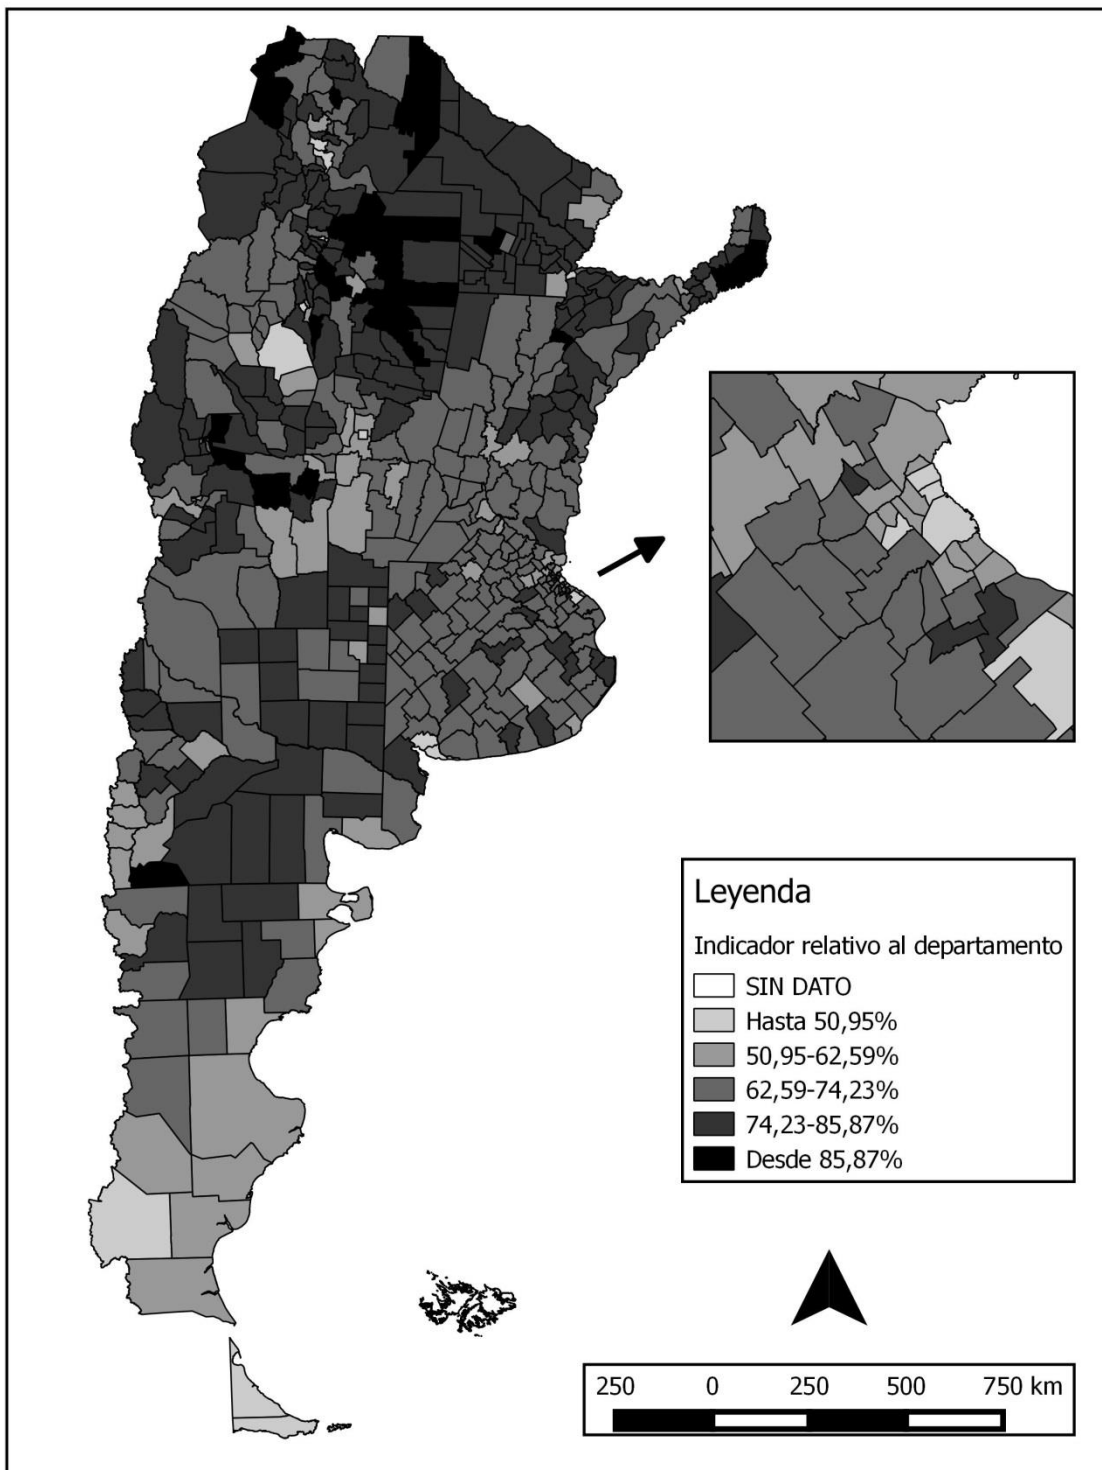 Leyenda
Indicador relativo al departamento
SIN DATO
Hasta 50,95%
50,95-62,59%
62,59-74,23%
74,23-85,87%
Desde 85,87%
250 0 250 500 750 km